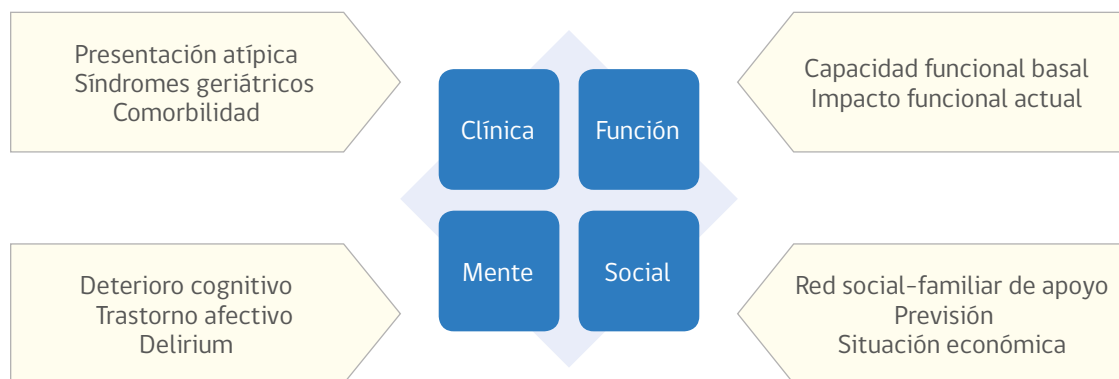 Presentación atípica
Síndromes geriátricos
Comorbilidad
Clínica
Función
Capacidad funcional basal
Impacto funcional actual
Deterioro cognitivo
Trastorno afectivo
Delirium
Mente
Social
Red social-familiar de apoyo
Previsión
Situación económica